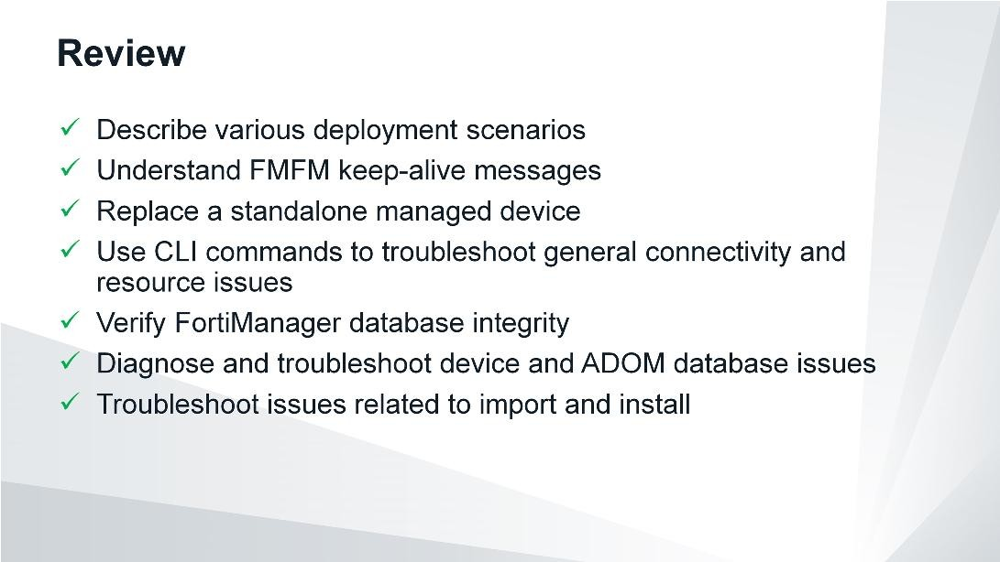 Review
✓ Describe various deployment scenarios
✓ Understand FMFM keep-alive messages
✓ Replace a standalone managed device
✓ Use CLI commands to troubleshoot general connectivity and
resource issues
✓ Verify FortiManager database integrity
✓ Diagnose and troubleshoot device and ADOM database issues
✓ Troubleshoot issues related to import and install